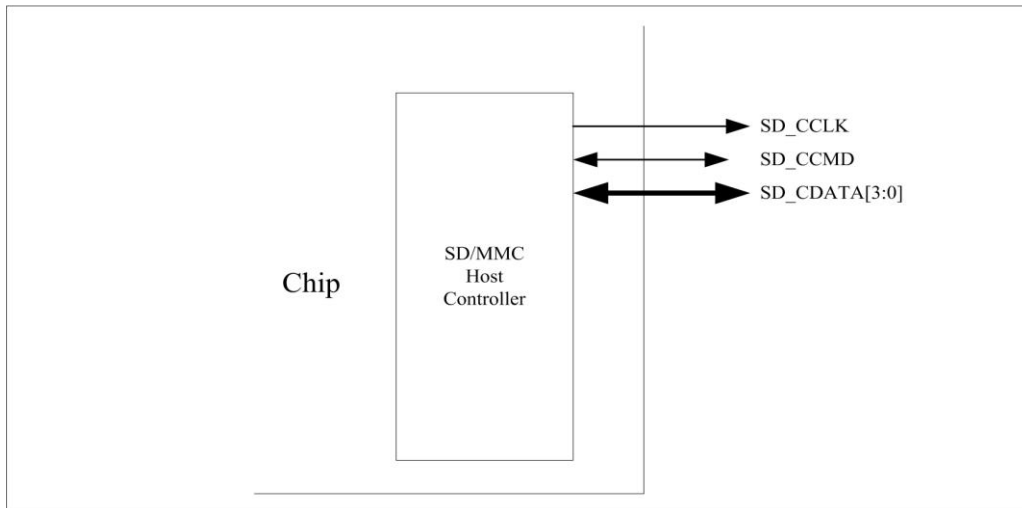 SD_CCLK
SD_CCMD
SD_CDATA[3:0]
Chip
SD/MMC
Host
Controller